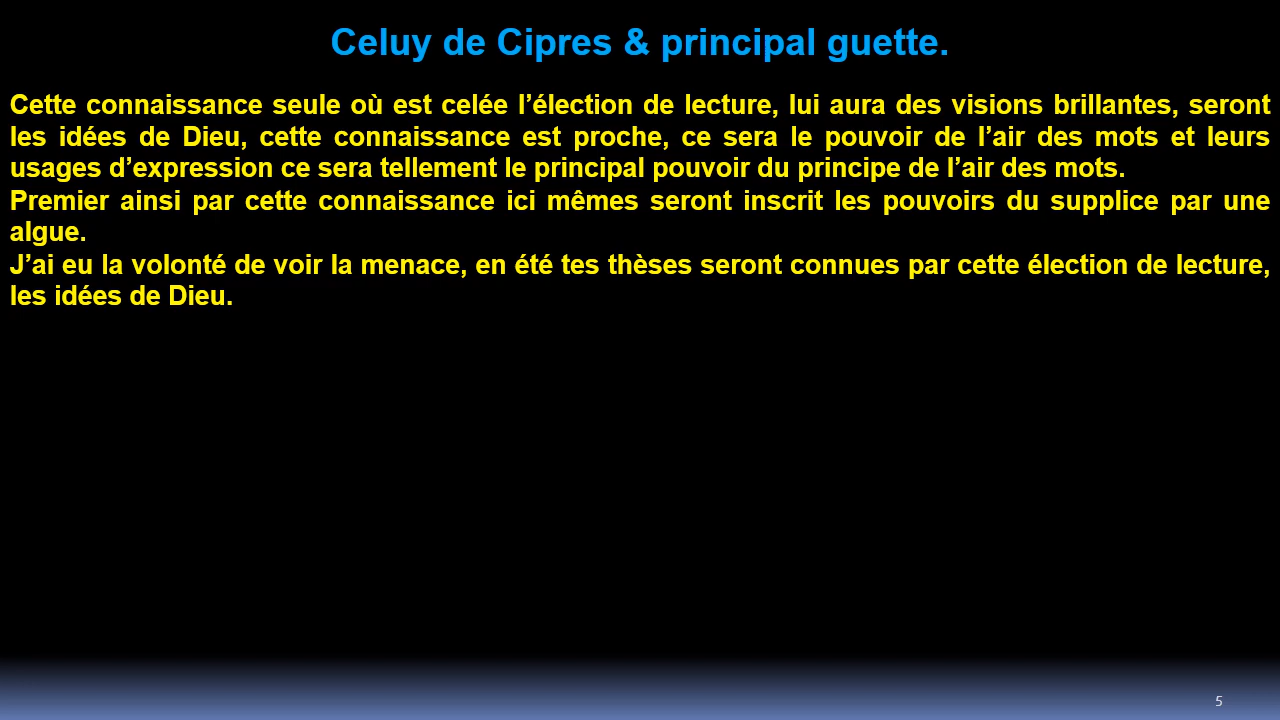 Celuy de Cipres & principal guette.
Cette connaissance seule où est celée l’élection de lecture, lui aura des visions brillantes, seront
les idées de Dieu, cette connaissance est proche, ce sera le pouvoir de l’air des mots et leurs
usages d’expression ce sera tellement le principal pouvoir du principe de l’air des mots.
Premier ainsi par cette connaissance ici mêmes seront inscrit les pouvoirs du supplice par une
algue.
J’ai eu la volonté de voir la menace, en été tes thèses seront connues par cette élection de lecture,
les idées de Dieu.
5